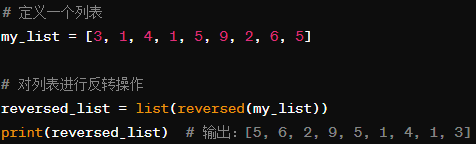 # 定义一个列表
my_list = [3, 1, 4, 1, 5, 9, 2, 6, 5]
# 对列表进行反转操作
reversed_list = list(reversed(my_list))
print(reversed_list)  # 输出：[5, 6, 2, 9, 5, 1, 4, 1, 3]